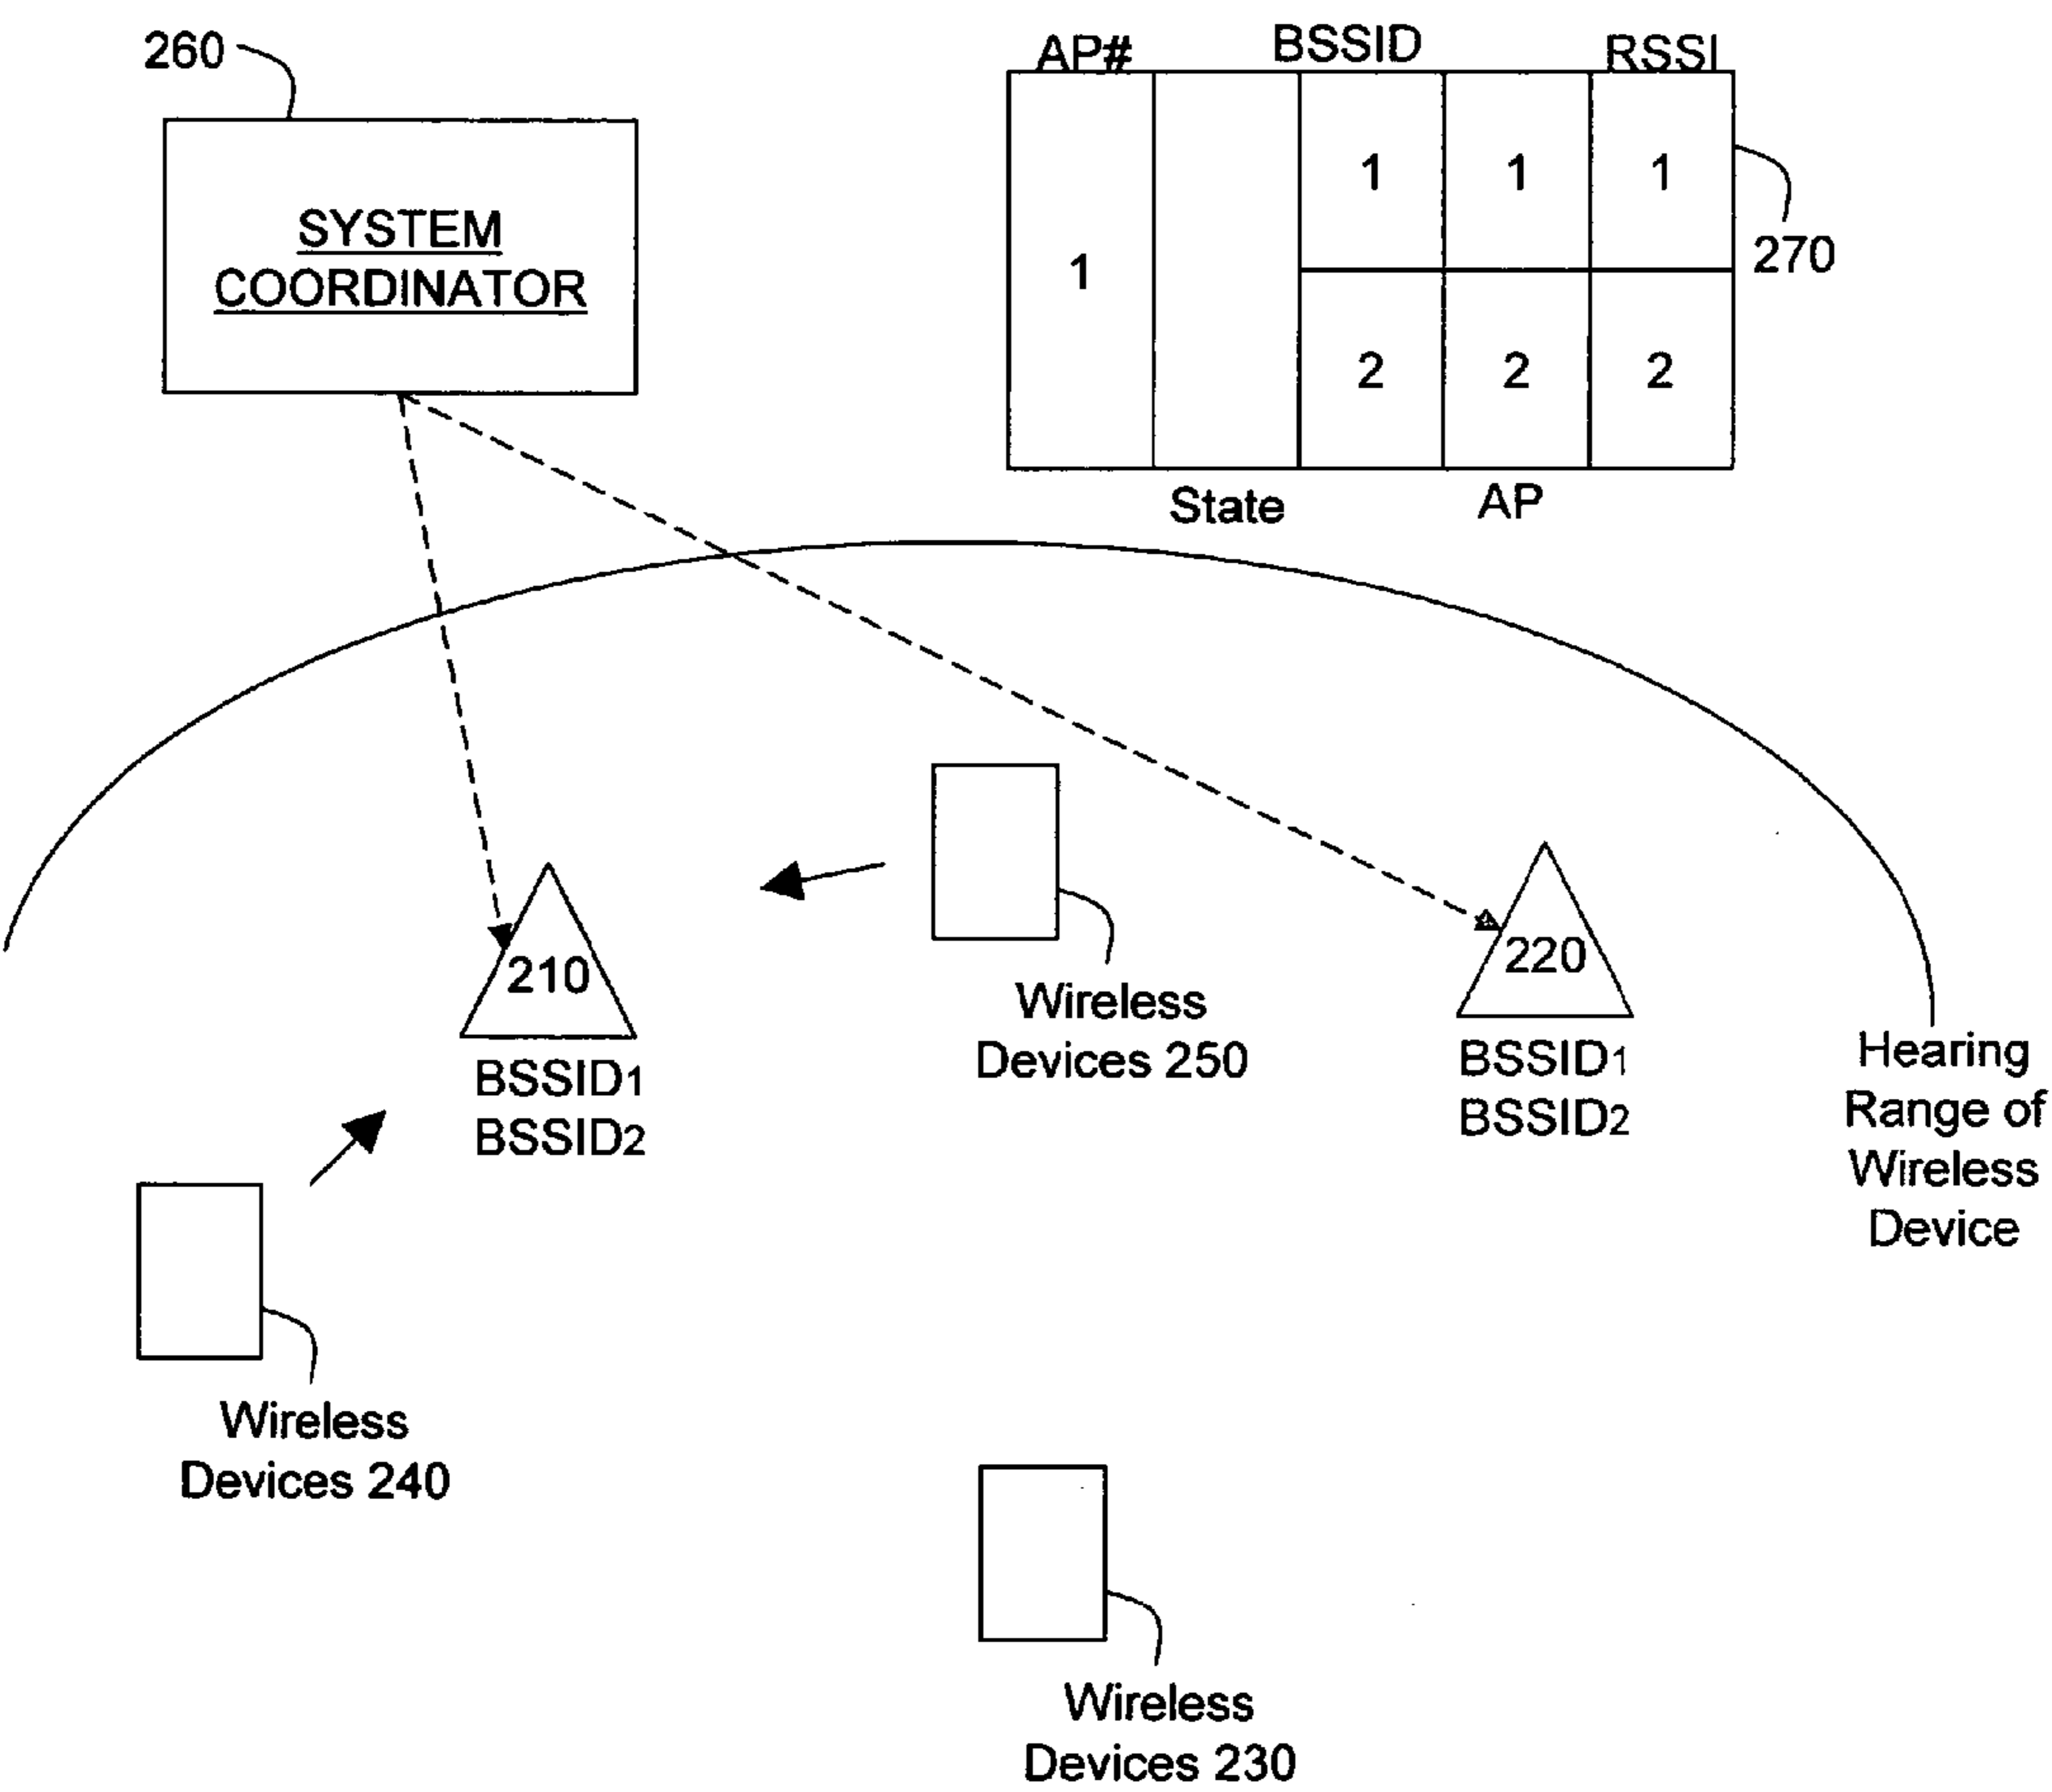 260
SYSTEM
COORDINATOR
AP# BSSID RSSI
1 1 1
1
270
2 2 2
State AP
210
BSSID1
BSSID2
Wireless
Devices 250
220
BSSID1
BSSID2
Hearing
Range of
Wireless
Device
Wireless
Devices 240
Wireless
Devices 230